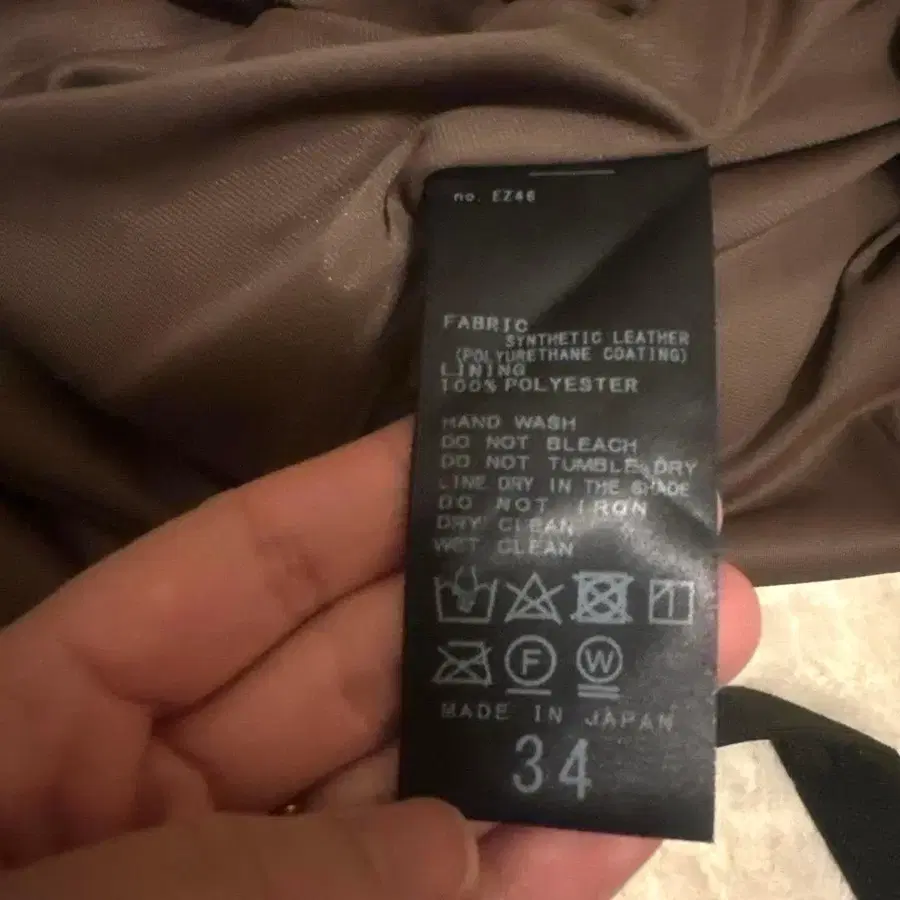 no. EZ46
FABRIC
SYNTHETIC LEATHER
(POLYURETHANE COATING)
LINING
100% POLYESTER
HAND WASH
DO NOT BLEACH
DO NOT TUMBLE DRY
LINE DRY IN THE SHADE
DO NOT IRON
DRY CLEAN
WET CLEAN
F W
MADE IN JAPAN
34